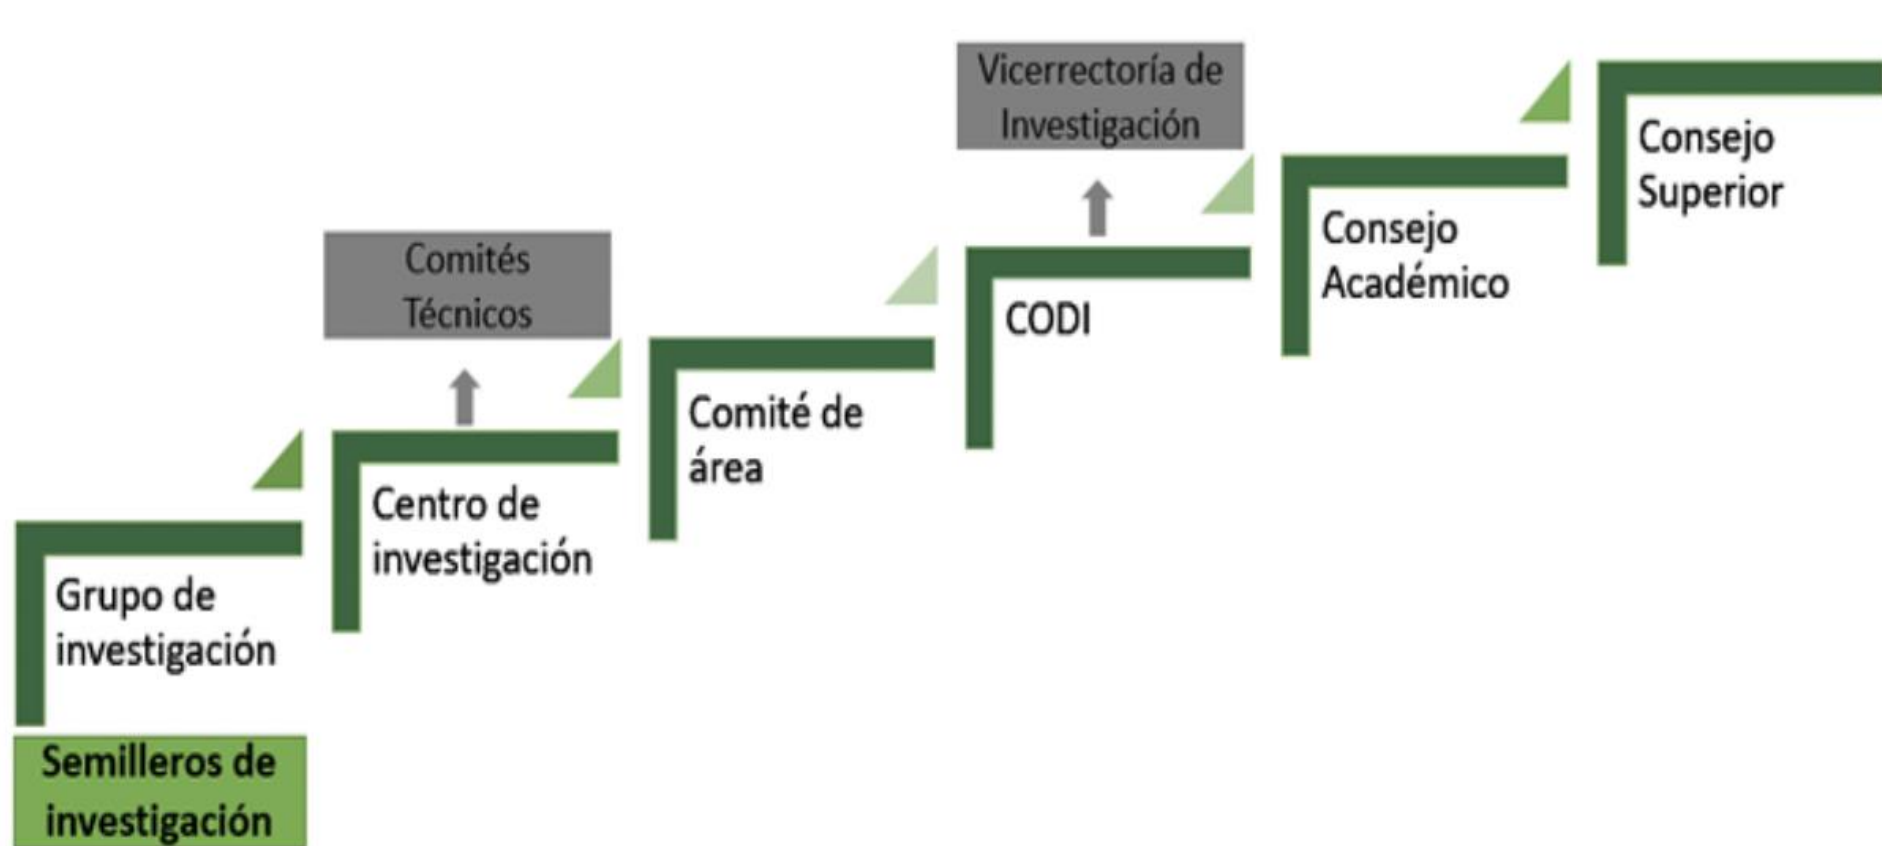 Vicerrectoría de
Investigación
Consejo
Superior
Consejo
Académico
Comités
Técnicos
CODI
Comité de
área
Centro de
investigación
Grupo de
investigación
Semilleros de
investigación